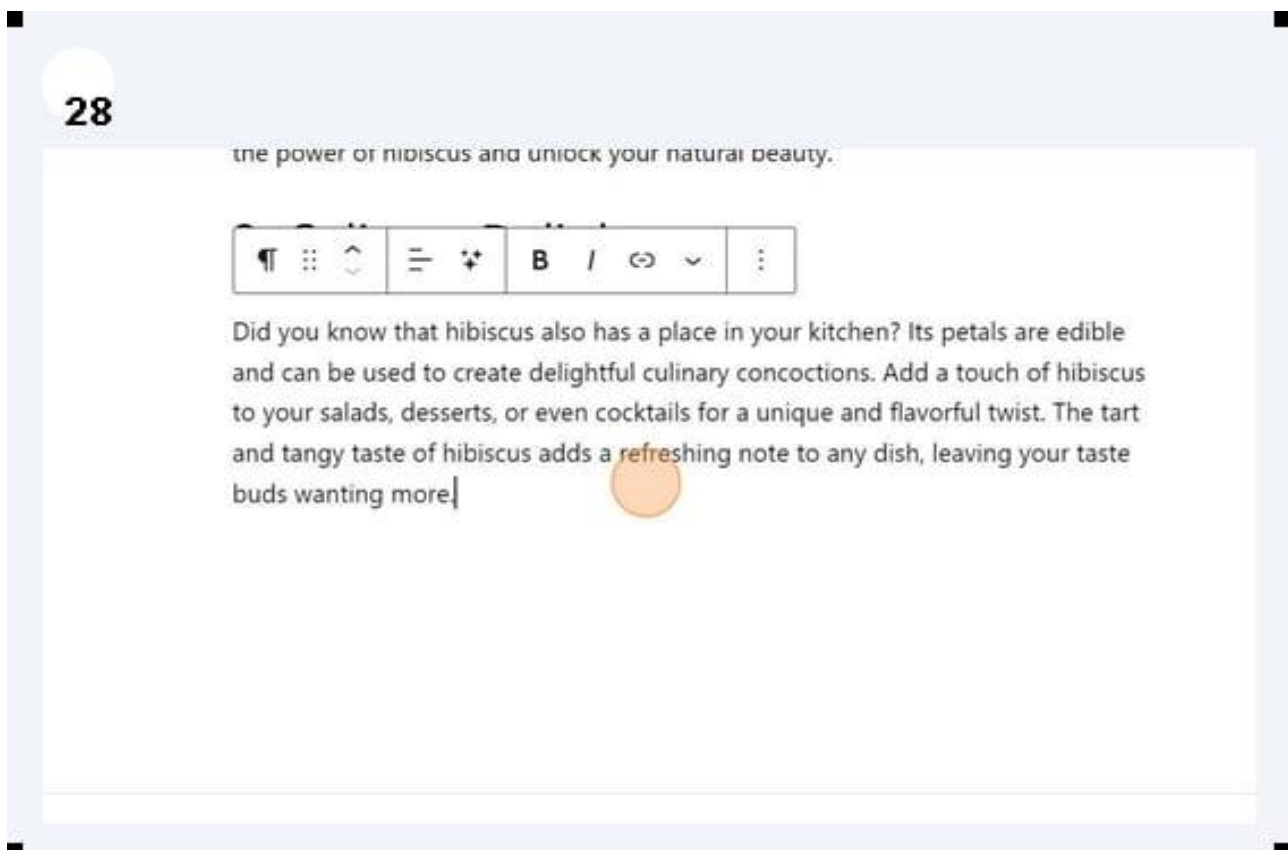 28
the power of hibiscus and unlock your natural beauty.
B I
Did you know that hibiscus also has a place in your kitchen? Its petals are edible
and can be used to create delightful culinary concoctions. Add a touch of hibiscus
to your salads, desserts, or even cocktails for a unique and flavorful twist. The tart
and tangy taste of hibiscus adds a refreshing note to any dish, leaving your taste
buds wanting more.